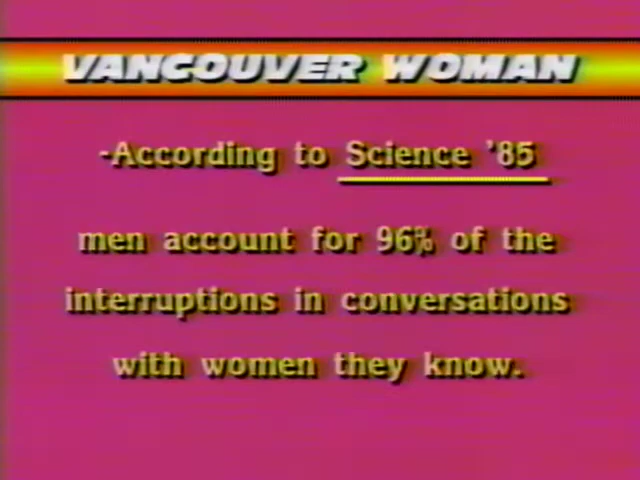 VANCOUVER WOMAN
-According to Science '85
men account for 96% of the
interruptions in conversations
with women they know.